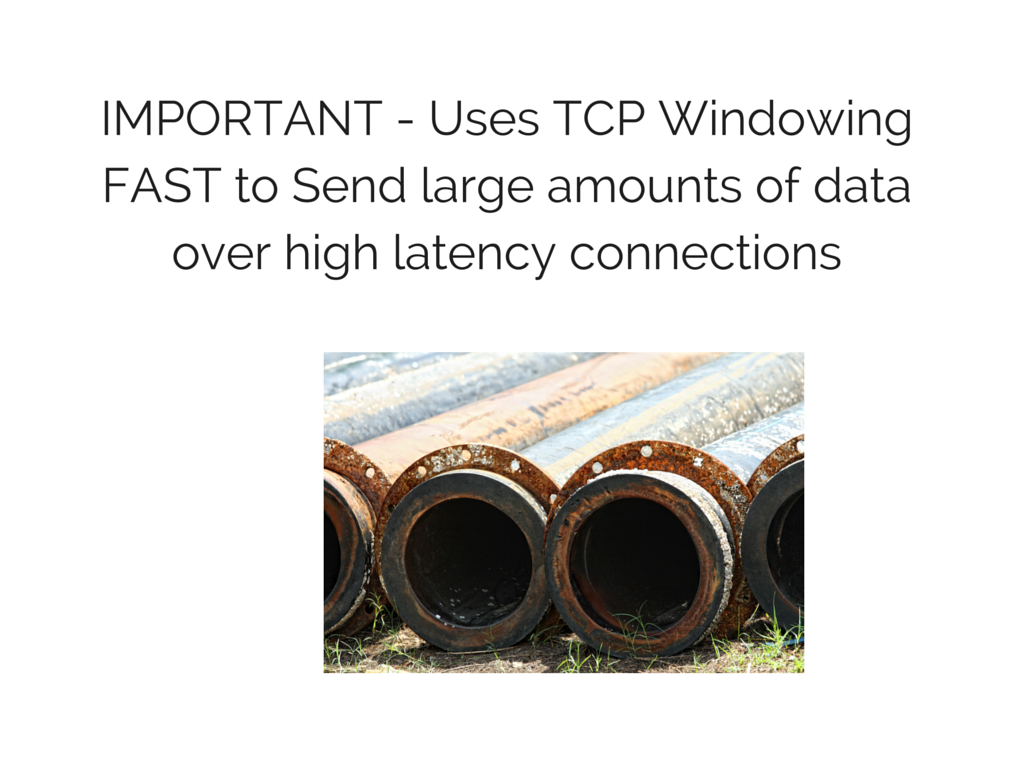 IMPORTANT - Uses TCP Windowing
FAST to Send large amounts of data
over high latency connections